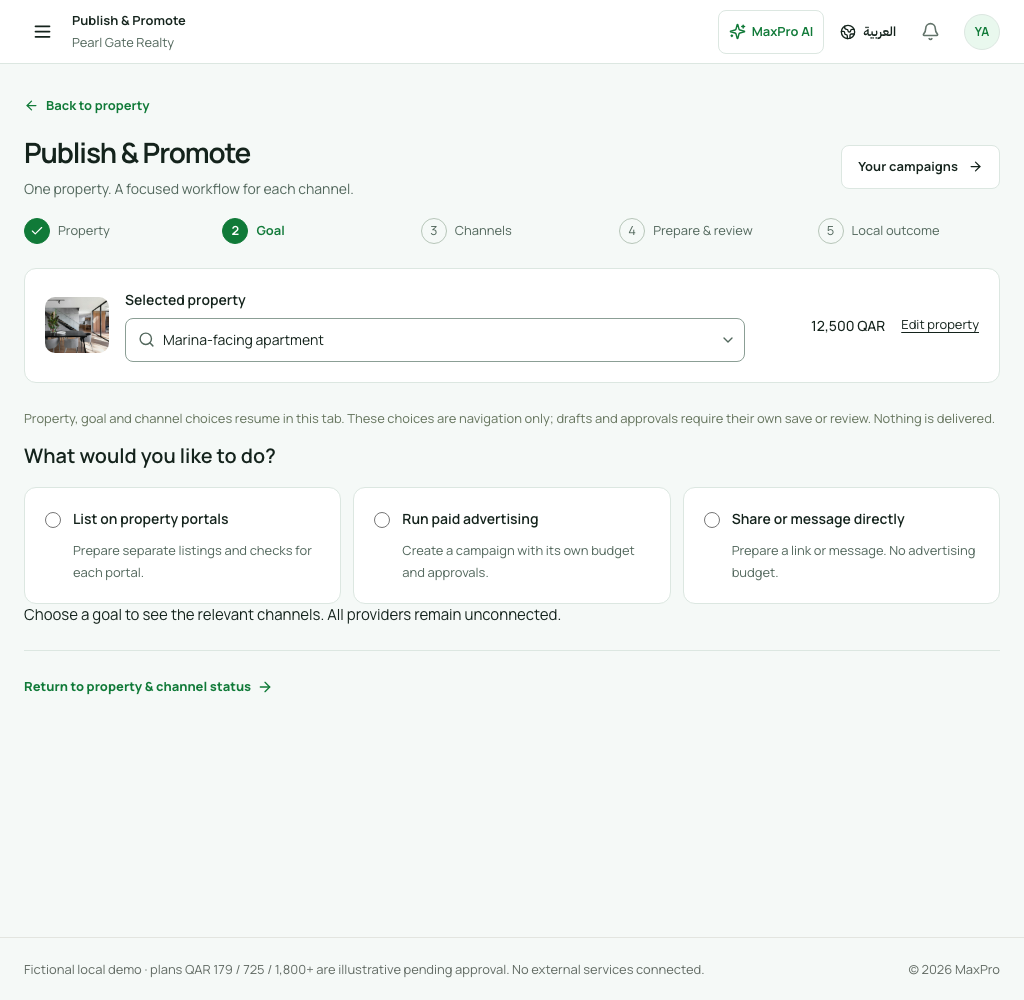 Publish & Promote
Pearl Gate Realty
MaxPro AI
العربية
YA
Back to property
Publish & Promote
One property. A focused workflow for each channel.
Your campaigns
Property
2 Goal
3 Channels
4 Prepare & review
5 Local outcome
Selected property
Marina-facing apartment
12,500 QAR
Edit property
Property, goal and channel choices resume in this tab. These choices are navigation only; drafts and approvals require their own save or review. Nothing is delivered.
What would you like to do?
List on property portals
Prepare separate listings and checks for
each portal.
Run paid advertising
Create a campaign with its own budget
and approvals.
Share or message directly
Prepare a link or message. No advertising
budget.
Choose a goal to see the relevant channels. All providers remain unconnected.
Return to property & channel status
Fictional local demo · plans QAR 179 / 725 / 1,800+ are illustrative pending approval. No external services connected.
© 2026 MaxPro